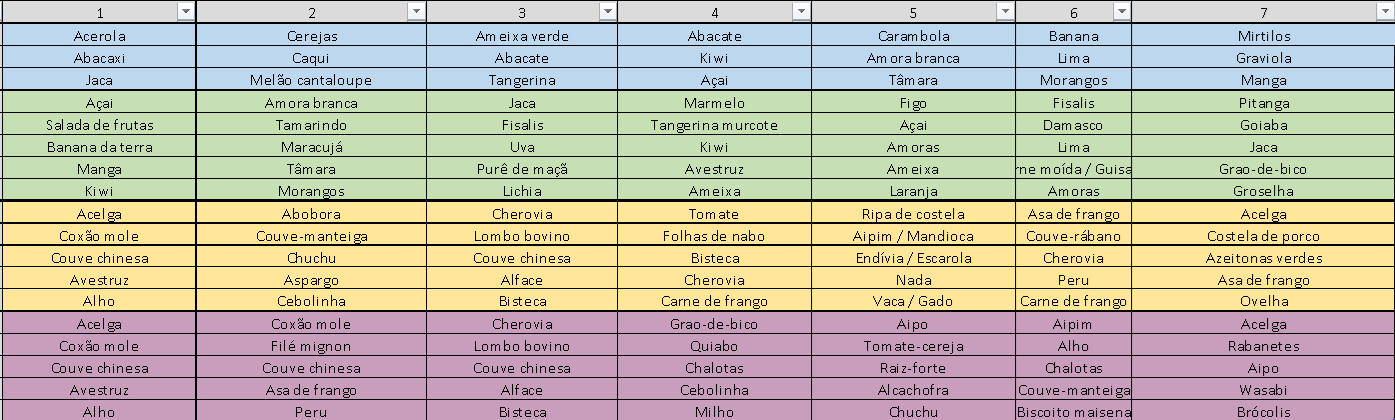 1 2 3 4 5 6 7
Acerola Cerejas Ameixa verde Abacate Carambola Banana Mirtilos
Abacaxi Caqui Abacate Kiwi Amora branca Lima Graviola
Jaca Melão cantaloupe Tangerina Açai Tâmara Morangos Manga
Açai Amora branca Jaca Marmelo Figo Fisalis Pitanga
Salada de frutas Tamarindo Fisalis Tangerina murcote Açai Damasco Goiaba
Banana da terra Maracujá Uva Kiwi Amoras Lima Jaca
Manga Tâmara Purê de maçã Avestruz Ameixa rne moída / Guisa Grao-de-bico
Kiwi Morangos Lichia Ameixa Laranja Amoras Groselha
Acelga Abobora Cherovia Tomate Ripa de costela Asa de frango Acelga
Coxão mole Couve-manteiga Lombo bovino Folhas de nabo Aipim / Mandioca Couve-rábano Costela de porco
Couve chinesa Chuchu Couve chinesa Bisteca Endívia / Escarola Cherovia Azeitonas verdes
Avestruz Aspargo Alface Cherovia Nada Peru Asa de frango
Alho Cebolinha Bisteca Carne de frango Vaca / Gado Carne de frango Ovelha
Acelga Coxão mole Cherovia Grao-de-bico Aipo Aipim Acelga
Coxão mole Filé mignon Lombo bovino Quiabo Tomate-cereja Alho Rabanetes
Couve chinesa Couve chinesa Couve chinesa Chalotas Raiz-forte Chalotas Aipo
Avestruz Asa de frango Alface Cebolinha Alcachofra Couve-manteiga Wasabi
Alho Peru Bisteca Milho Chuchu Biscoito maisena Brócolis